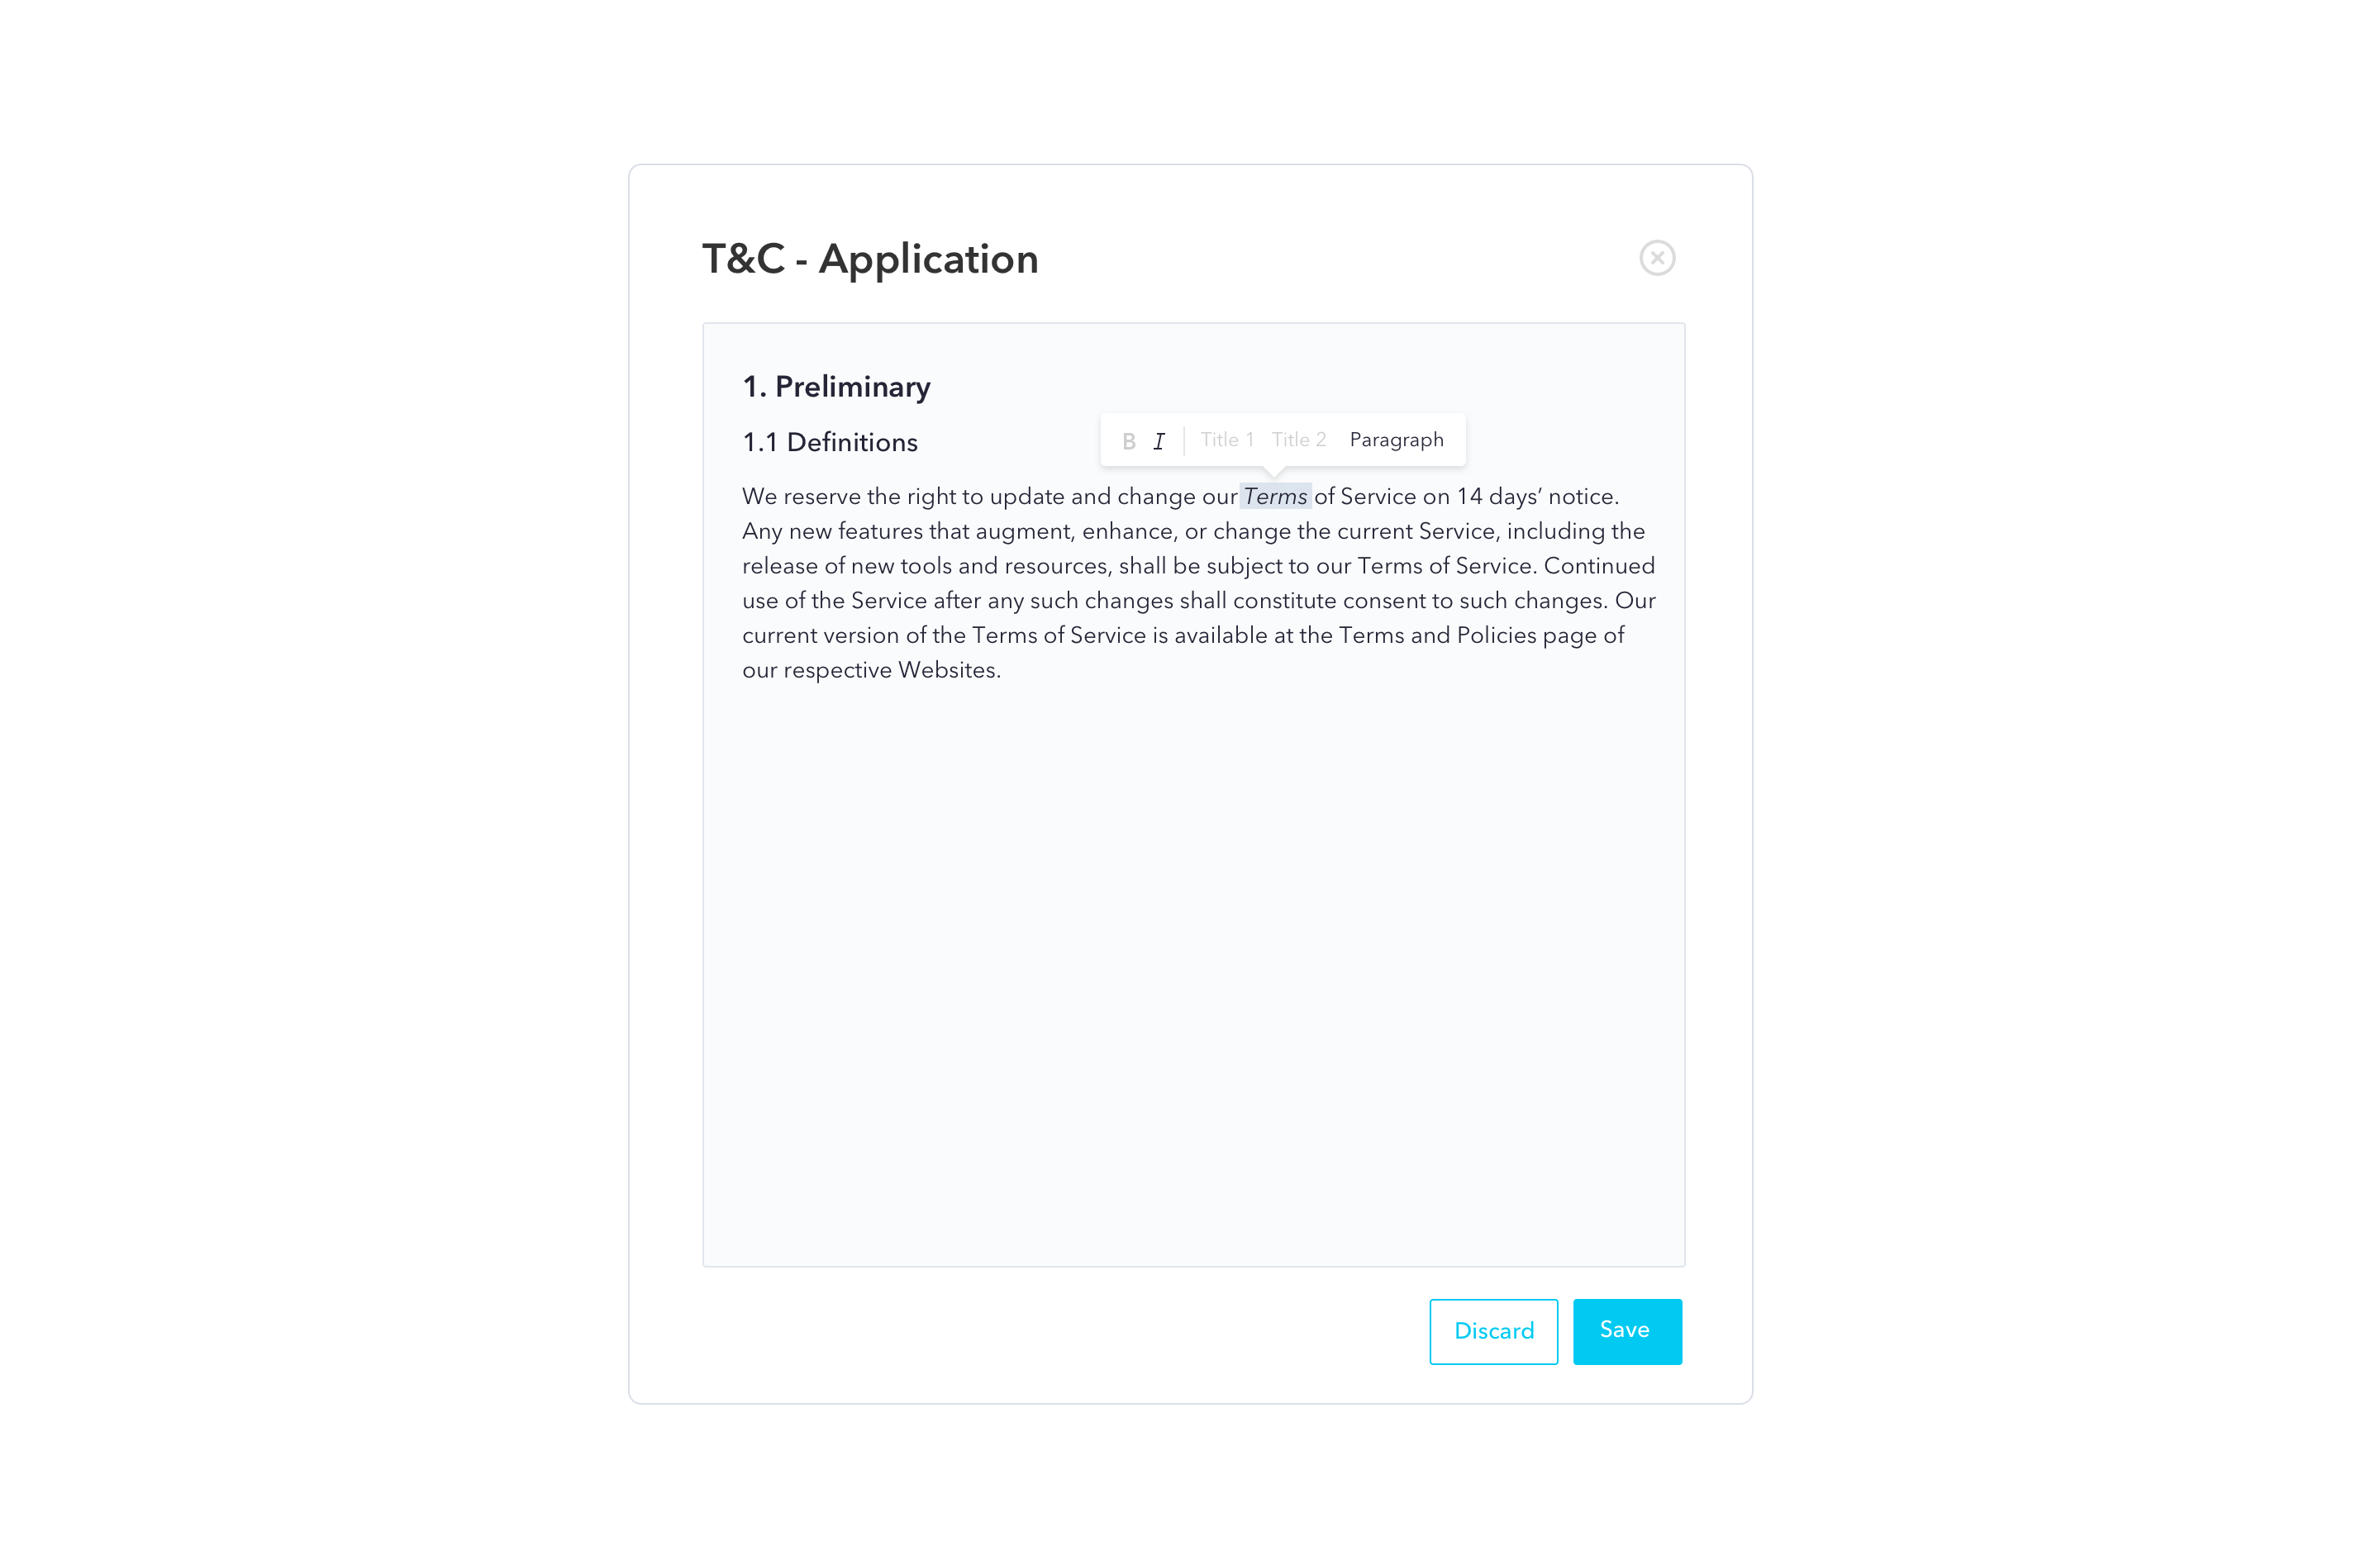 T&C - Application
1. Preliminary
1.1 Definitions
B I Title 1 Title 2 Paragraph
We reserve the right to update and change our Terms of Service on 14 days’ notice.
Any new features that augment, enhance, or change the current Service, including the
release of new tools and resources, shall be subject to our Terms of Service. Continued
use of the Service after any such changes shall constitute consent to such changes. Our
current version of the Terms of Service is available at the Terms and Policies page of
our respective Websites.
Discard Save